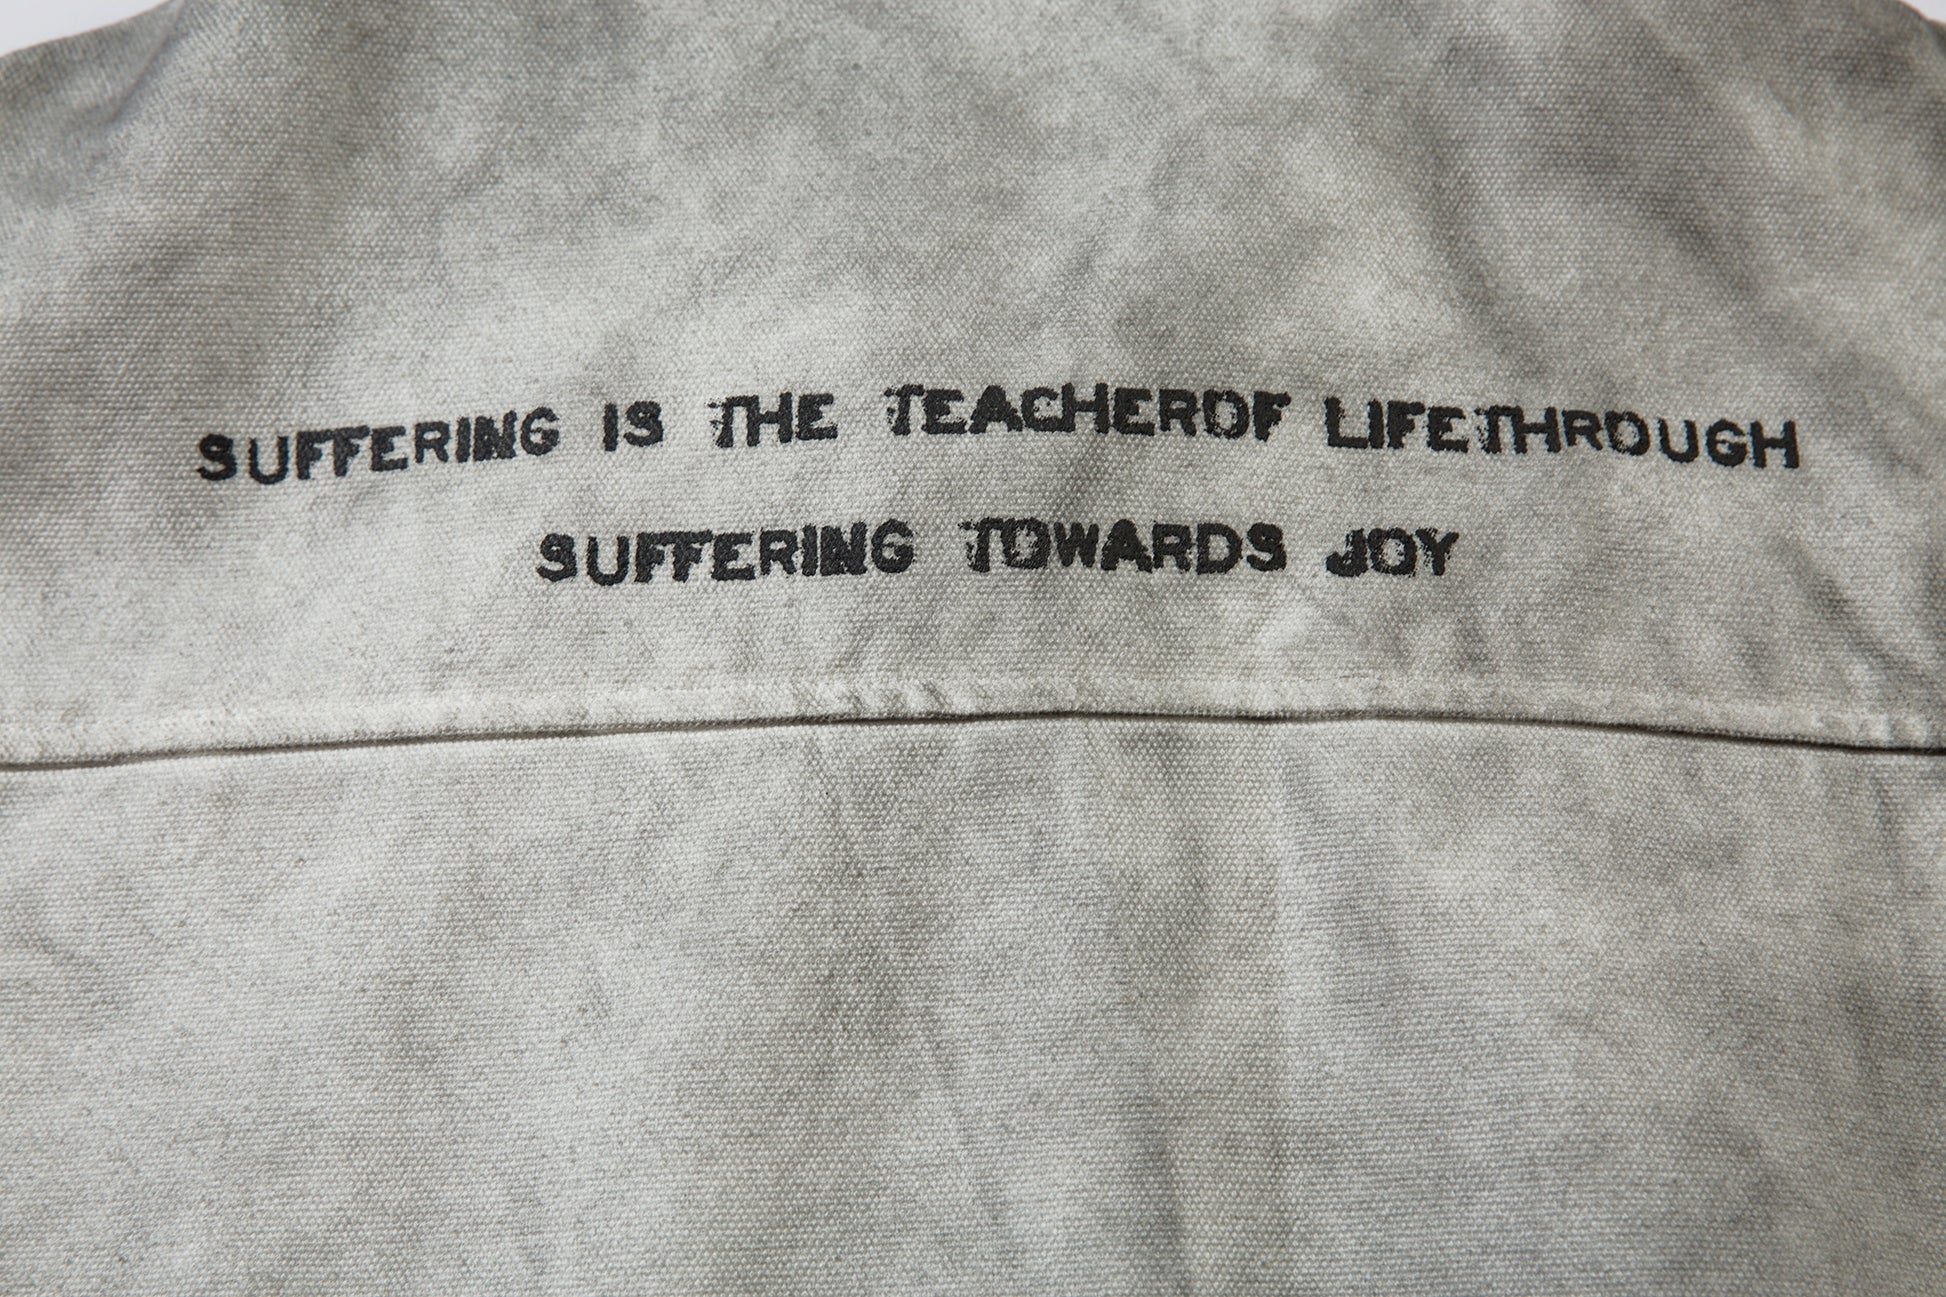 SUFFERING IS THE TEACHEROF LIFETHROUGH
SUFFERING TOWARDS JOY